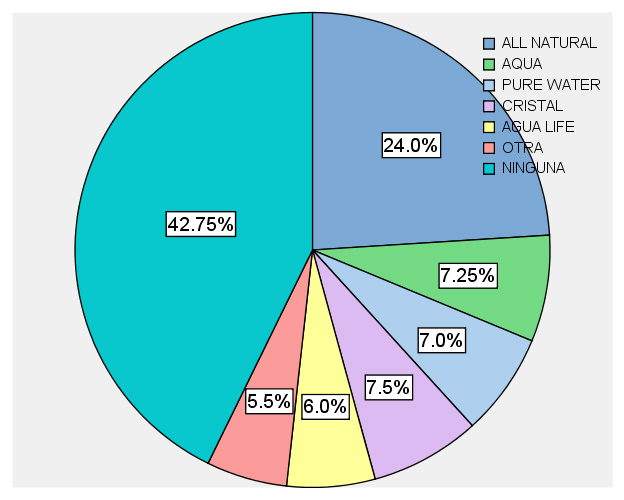 ALL NATURAL
AQUA
PURE WATER
CRISTAL
AGUA LIFE
OTRA
NINGUNA
24.0%
42.75%
7.25%
7.0%
7.5%
5.5%
6.0%